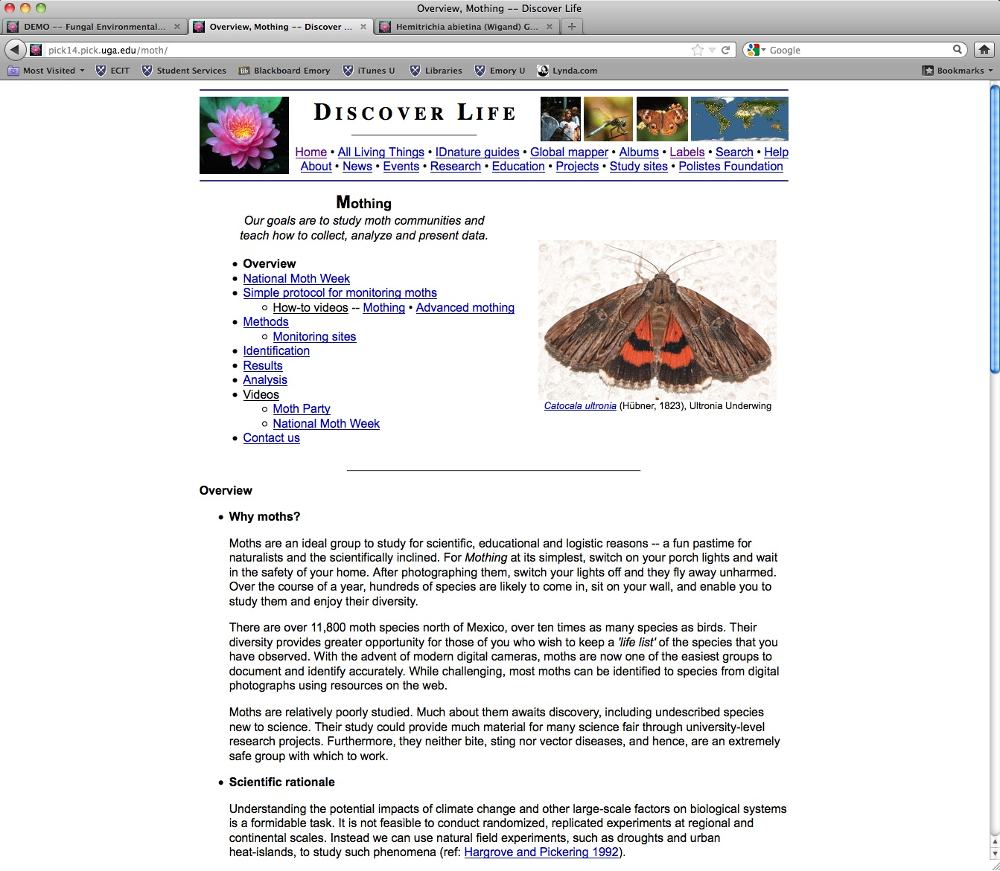 Overview, Mothing -- Discover Life
DEMO -- Fungal Environmental...
Overview, Mothing -- Discover ...
Hemitrichia abietina (Wigand) G...
pick14.pick.uga.edu/moth/
Google
Most Visited
ECIT
Student Services
Bb Blackboard Emory
iTunes U
Libraries
Emory U
Lynda.com
Bookmarks
DISCOVER LIFE
Home • All Living Things • IDnature guides • Global mapper • Albums • Labels • Search • Help
About • News • Events • Research • Education • Projects • Study sites • Polistes Foundation
Mothing
Our goals are to study moth communities and
teach how to collect, analyze and present data.
• Overview
• National Moth Week
• Simple protocol for monitoring moths
How-to videos -- Mothing • Advanced mothing
• Methods
Monitoring sites
• Identification
• Results
• Analysis
• Videos
Moth Party
National Moth Week
• Contact us
Catocala ultronia (Hübner, 1823), Ultronia Underwing
Overview
• Why moths?
Moths are an ideal group to study for scientific, educational and logistic reasons -- a fun pastime for
naturalists and the scientifically inclined. For Mothing at its simplest, switch on your porch lights and wait
in the safety of your home. After photographing them, switch your lights off and they fly away unharmed.
Over the course of a year, hundreds of species are likely to come in, sit on your wall, and enable you to
study them and enjoy their diversity.
There are over 11,800 moth species north of Mexico, over ten times as many species as birds. Their
diversity provides greater opportunity for those of you who wish to keep a 'life list' of the species that you
have observed. With the advent of modern digital cameras, moths are now one of the easiest groups to
document and identify accurately. While challenging, most moths can be identified to species from digital
photographs using resources on the web.
Moths are relatively poorly studied. Much about them awaits discovery, including undescribed species
new to science. Their study could provide much material for many science fair through university-level
research projects. Furthermore, they neither bite, sting nor vector diseases, and hence, are an extremely
safe group with which to work.
• Scientific rationale
Understanding the potential impacts of climate change and other large-scale factors on biological systems
is a formidable task. It is not feasible to conduct randomized, replicated experiments at regional and
continental scales. Instead we can use natural field experiments, such as droughts and urban
heat-islands, to study such phenomena (ref: Hargrove and Pickering 1992).